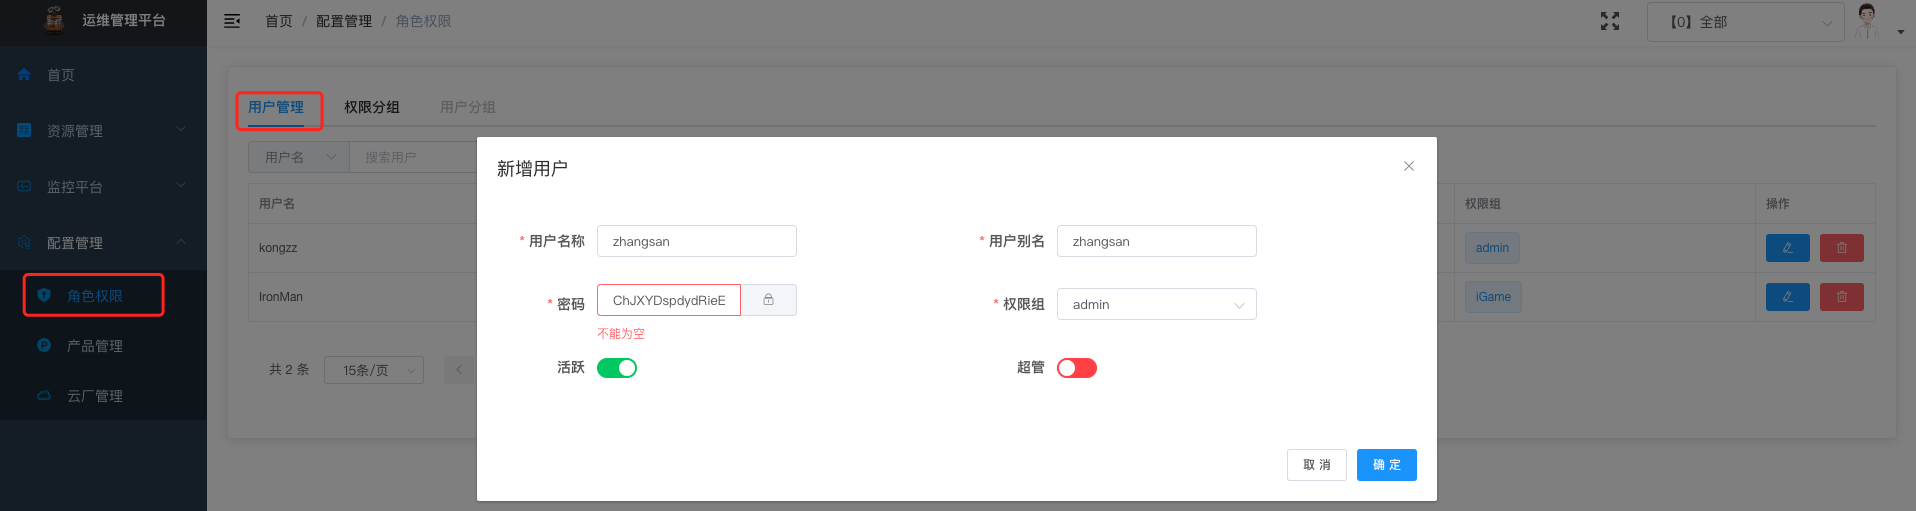 运维管理平台
首页 / 配置管理 / 角色权限
【0】全部
首页
资源管理
监控平台
配置管理
角色权限
产品管理
云厂管理
用户管理
权限分组
用户分组
用户名
搜索用户
用户名
权限组
操作
kongzz
admin
IronMan
iGame
共 2 条
15条/页
新增用户
* 用户名称
zhangsan
* 用户别名
zhangsan
* 密码
ChJXYDspdydRieE
不能为空
* 权限组
admin
活跃
超管
取 消
确 定